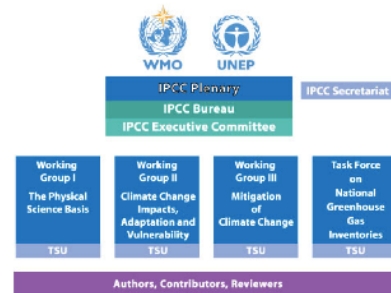 WMO
UNEP
IPCC Plenary
IPCC Secretariat
IPCC Bureau
IPCC Executive Committee
Working
Group I
The Physical
Science Basis
TSU
Working
Group II
Climate Change
Impacts,
Adaptation and
Vulnerability
TSU
Working
Group III
Mitigation
of
Climate Change
TSU
Task Force
on
National
Greenhouse
Gas
Inventories
TSU
Authors, Contributors, Reviewers